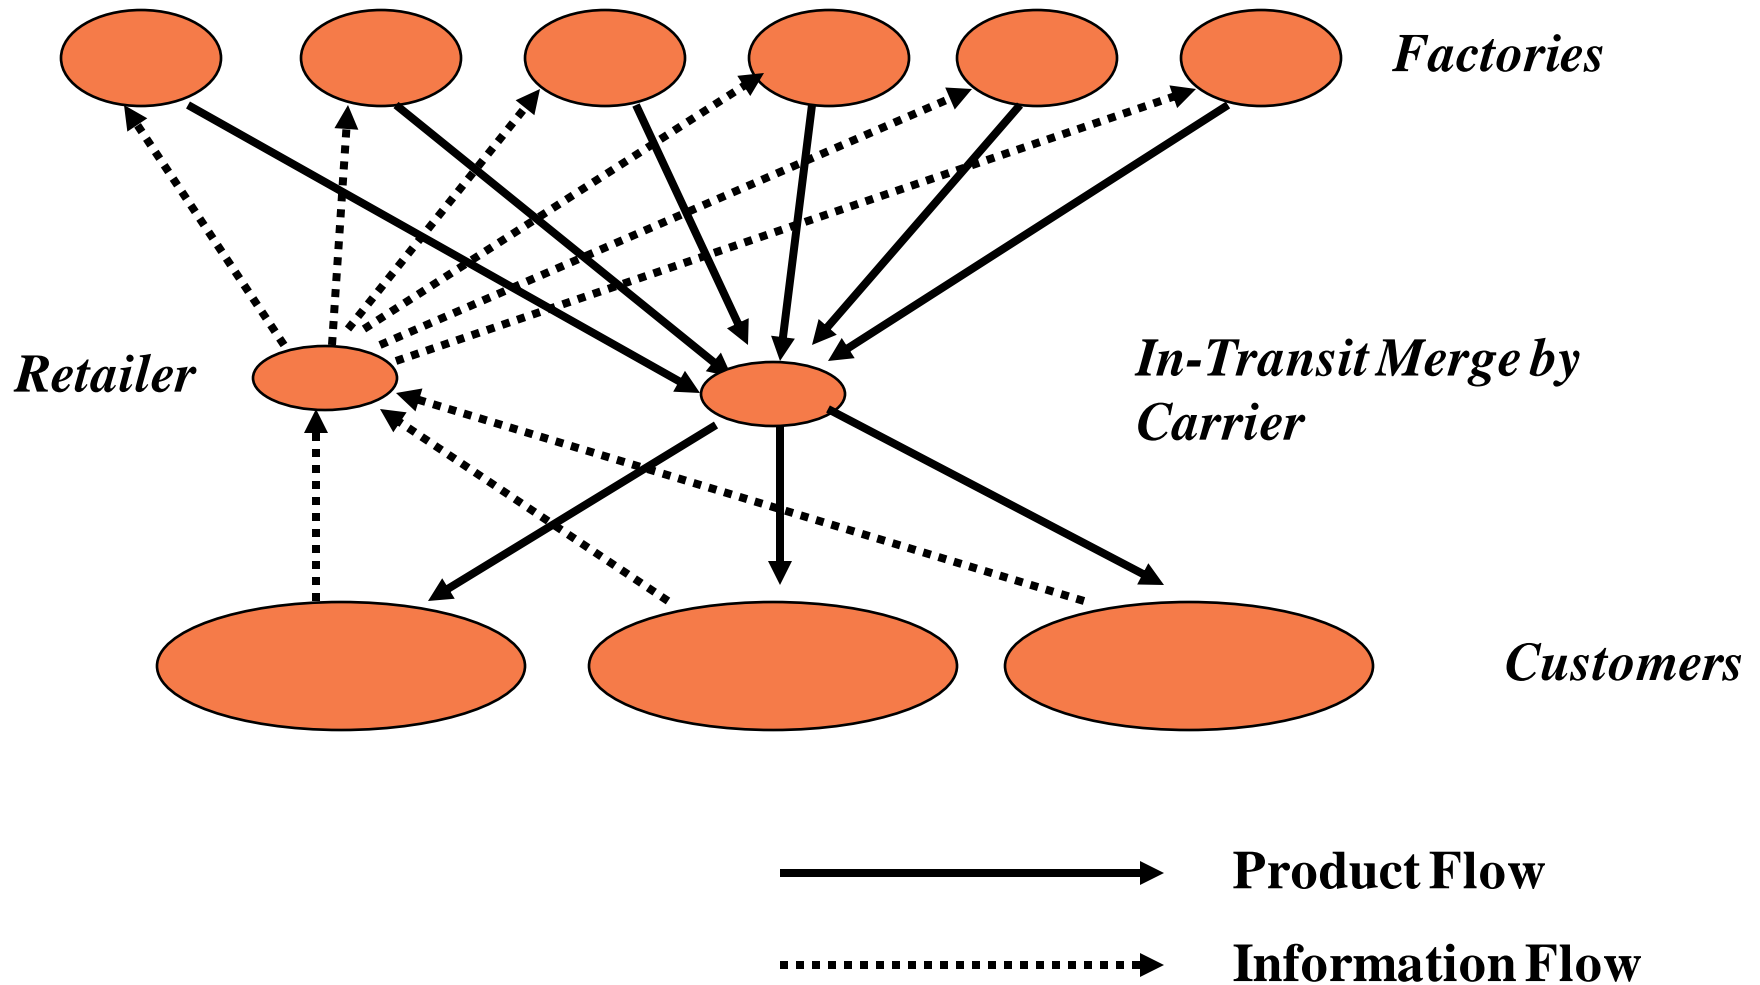 Factories
Retailer
In-Transit Merge by
Carrier
Customers
Product Flow
Information Flow